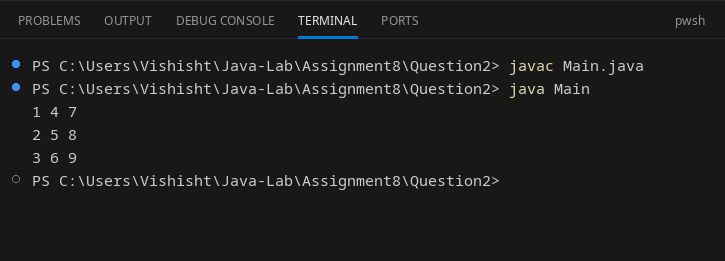 PROBLEMS OUTPUT DEBUG CONSOLE TERMINAL PORTS pwsh
PS C:\Users\Vishisht\Java-Lab\Assignment8\Question2> javac Main.java
PS C:\Users\Vishisht\Java-Lab\Assignment8\Question2> java Main
1 4 7
2 5 8
3 6 9
PS C:\Users\Vishisht\Java-Lab\Assignment8\Question2>